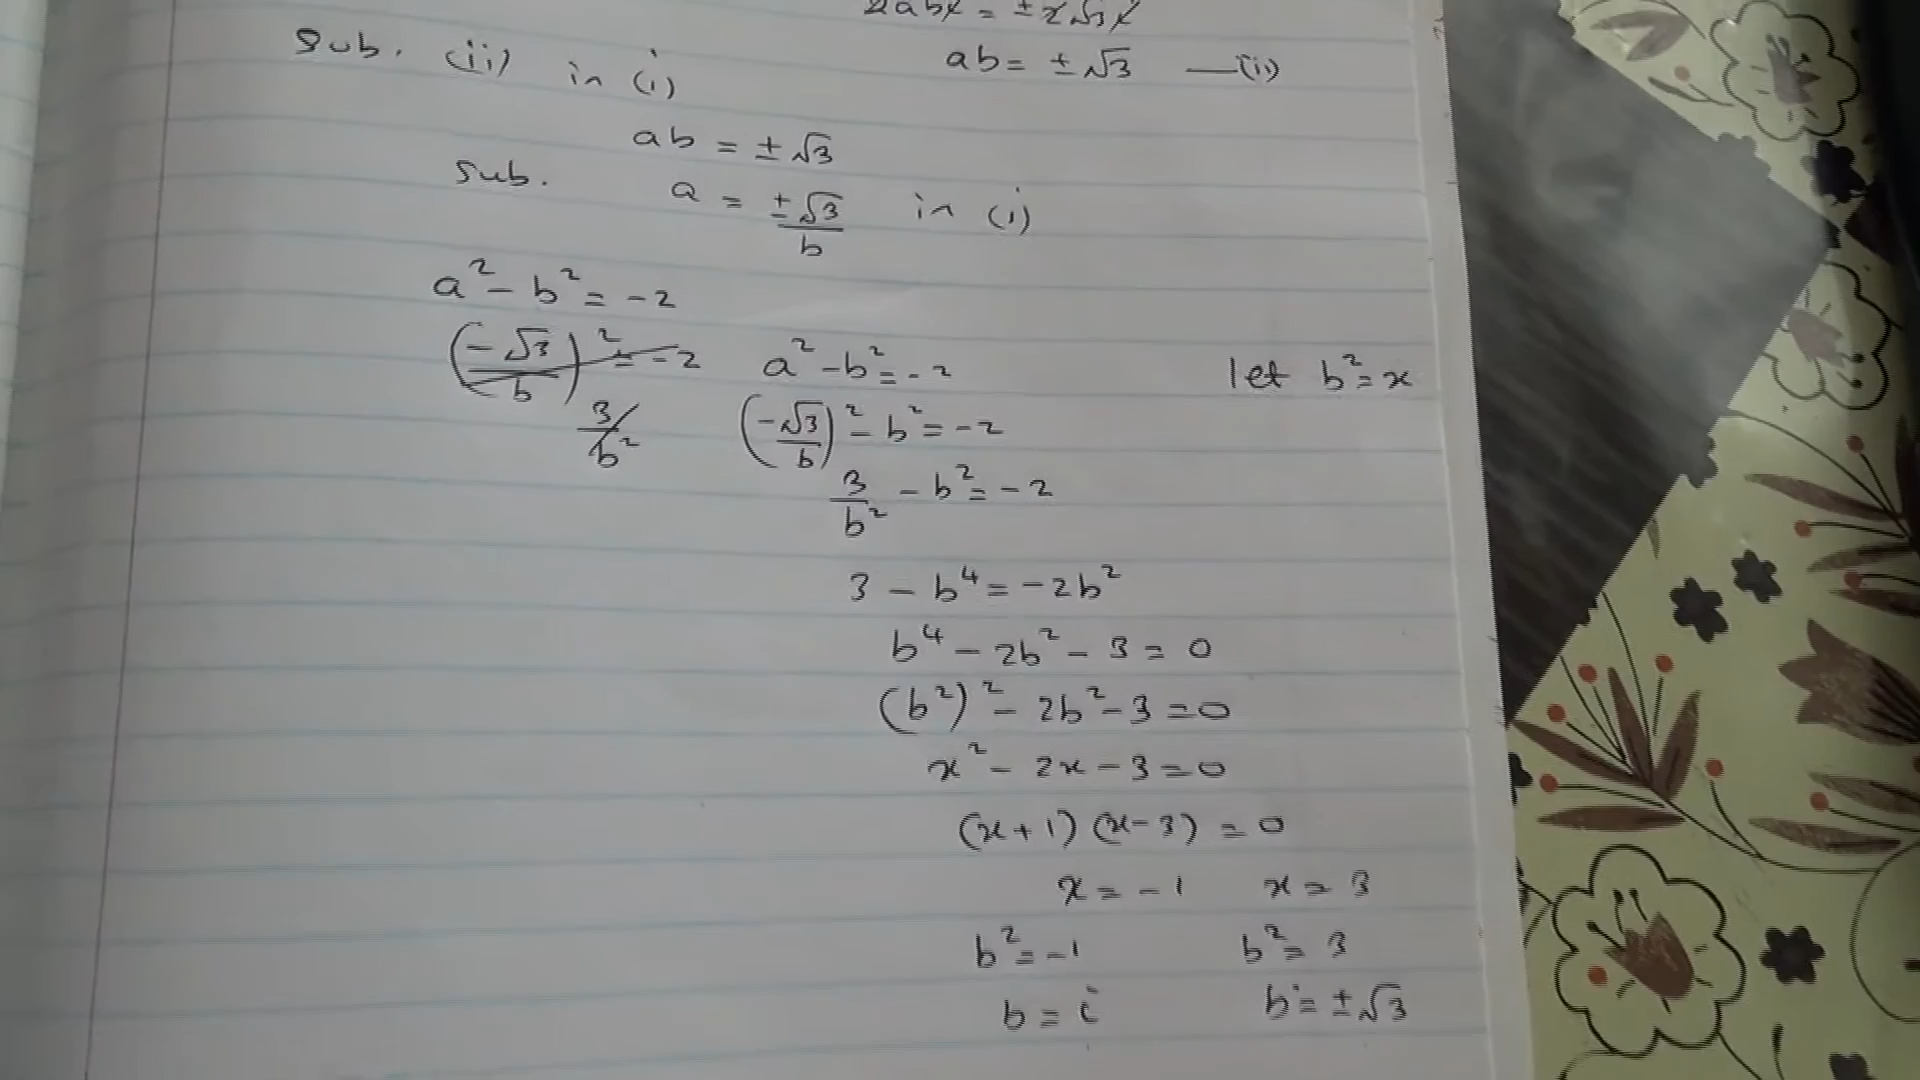 2abi = ± 2√3i
Sub. (ii) in (i)
ab = ± √3 —(ii)
ab = ± √3
Sub. a = ±√3/b in (i)
a² - b² = -2
(-√3/b)² = -2
3/b²
a² - b² = -2
let b² = x
(-√3/b)² - b² = -2
3/b² - b² = -2
3 - b⁴ = -2b²
b⁴ - 2b² - 3 = 0
(b²)² - 2b² - 3 = 0
x² - 2x - 3 = 0
(x + 1) (x - 3) = 0
x = -1 x = 3
b² = -1 b² = 3
b = i b = ±√3